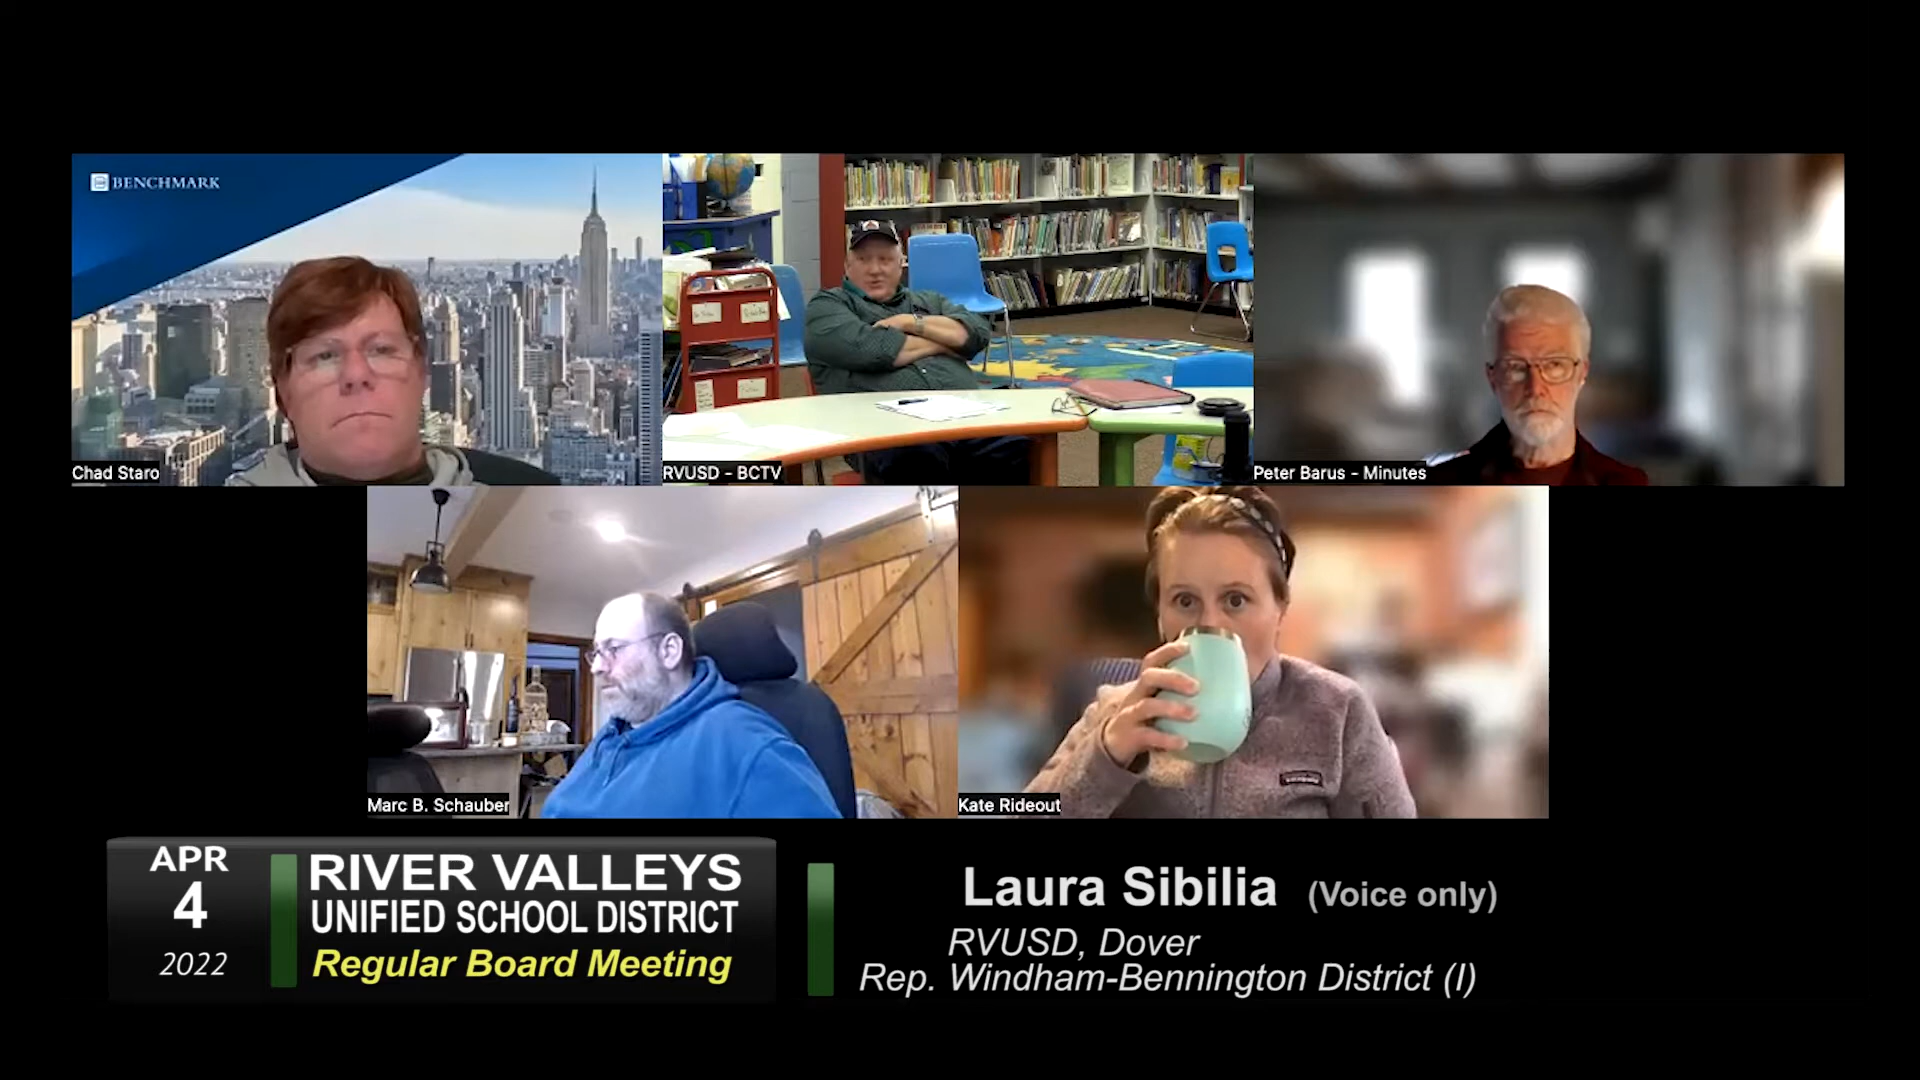 BENCHMARK
Chad Staro
RVUSD - BCTV
Peter Barus - Minutes
Marc B. Schauber
Kate Rideout
APR
4
2022
RIVER VALLEYS
UNIFIED SCHOOL DISTRICT
Regular Board Meeting
Laura Sibilia (Voice only)
RVUSD, Dover
Rep. Windham-Bennington District (I)